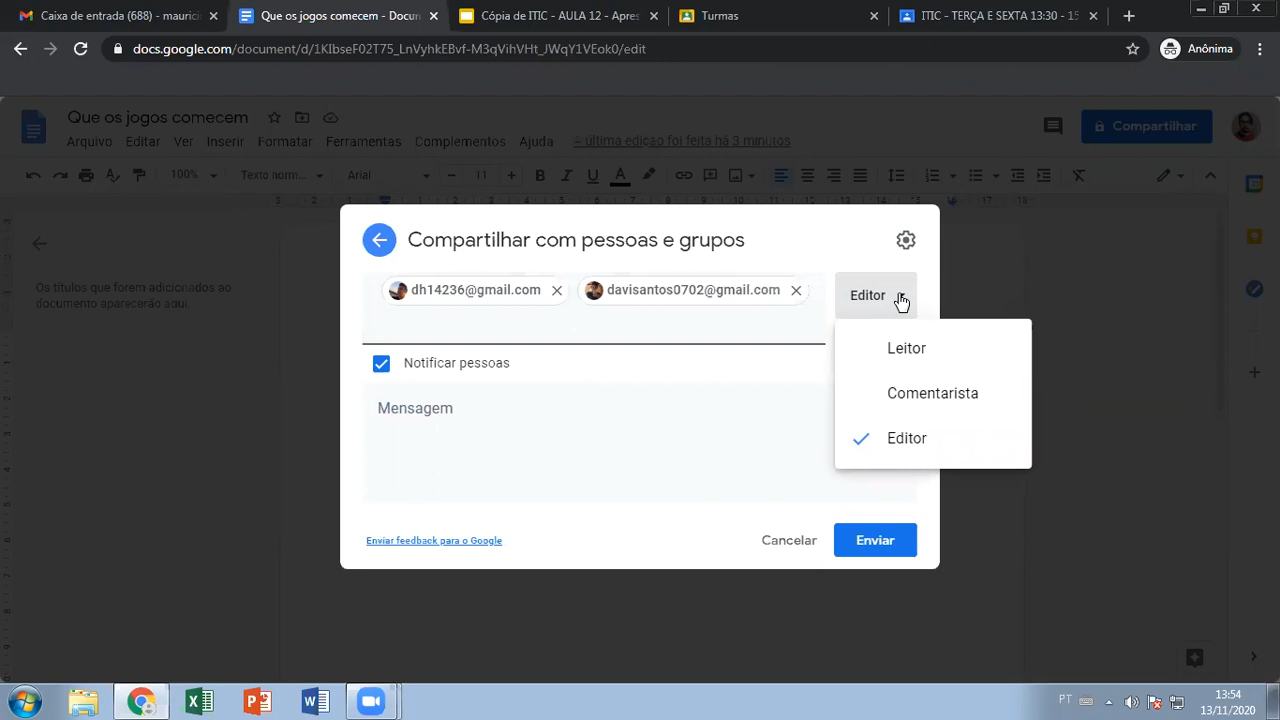 Caixa de entrada (688) - maurici
Que os jogos comecem - Docu
Cópia de ITIC - AULA 12 - Apres
Turmas
ITIC - TERÇA E SEXTA 13:30 - 15
docs.google.com/document/d/1KIbseF02T75_LnVyhkEBvf-M3qVihVHt_JWqY1VEok0/edit
Anônima
Que os jogos comecem
Arquivo Editar Ver Inserir Formatar Ferramentas Complementos Ajuda
A última edição foi feita há 3 minutos
Compartilhar
100% Texto norm... Arial 11
Os títulos que forem adicionados ao
documento aparecerão aqui.
Compartilhar com pessoas e grupos
dh14236@gmail.com
davisantos0702@gmail.com
Editor
Leitor
Comentarista
Editor
Notificar pessoas
Mensagem
Enviar feedback para o Google
Cancelar
Enviar
PT
13:54
13/11/2020